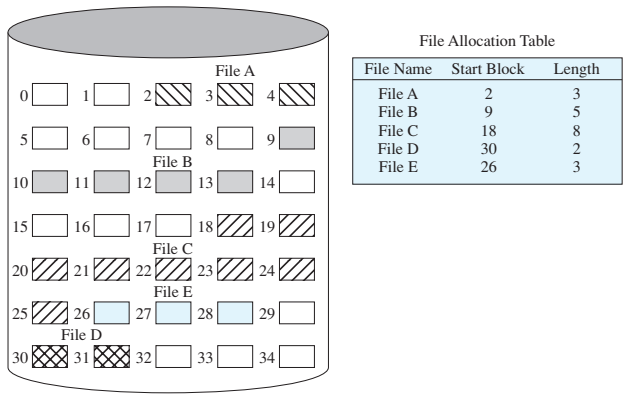 File A
0 1 2 3 4
5 6 7 8 9
File B
10 11 12 13 14
15 16 17 18 19
File C
20 21 22 23 24
File E
25 26 27 28 29
File D
30 31 32 33 34
File Allocation Table
File Name Start Block Length
File A 2 3
File B 9 5
File C 18 8
File D 30 2
File E 26 3